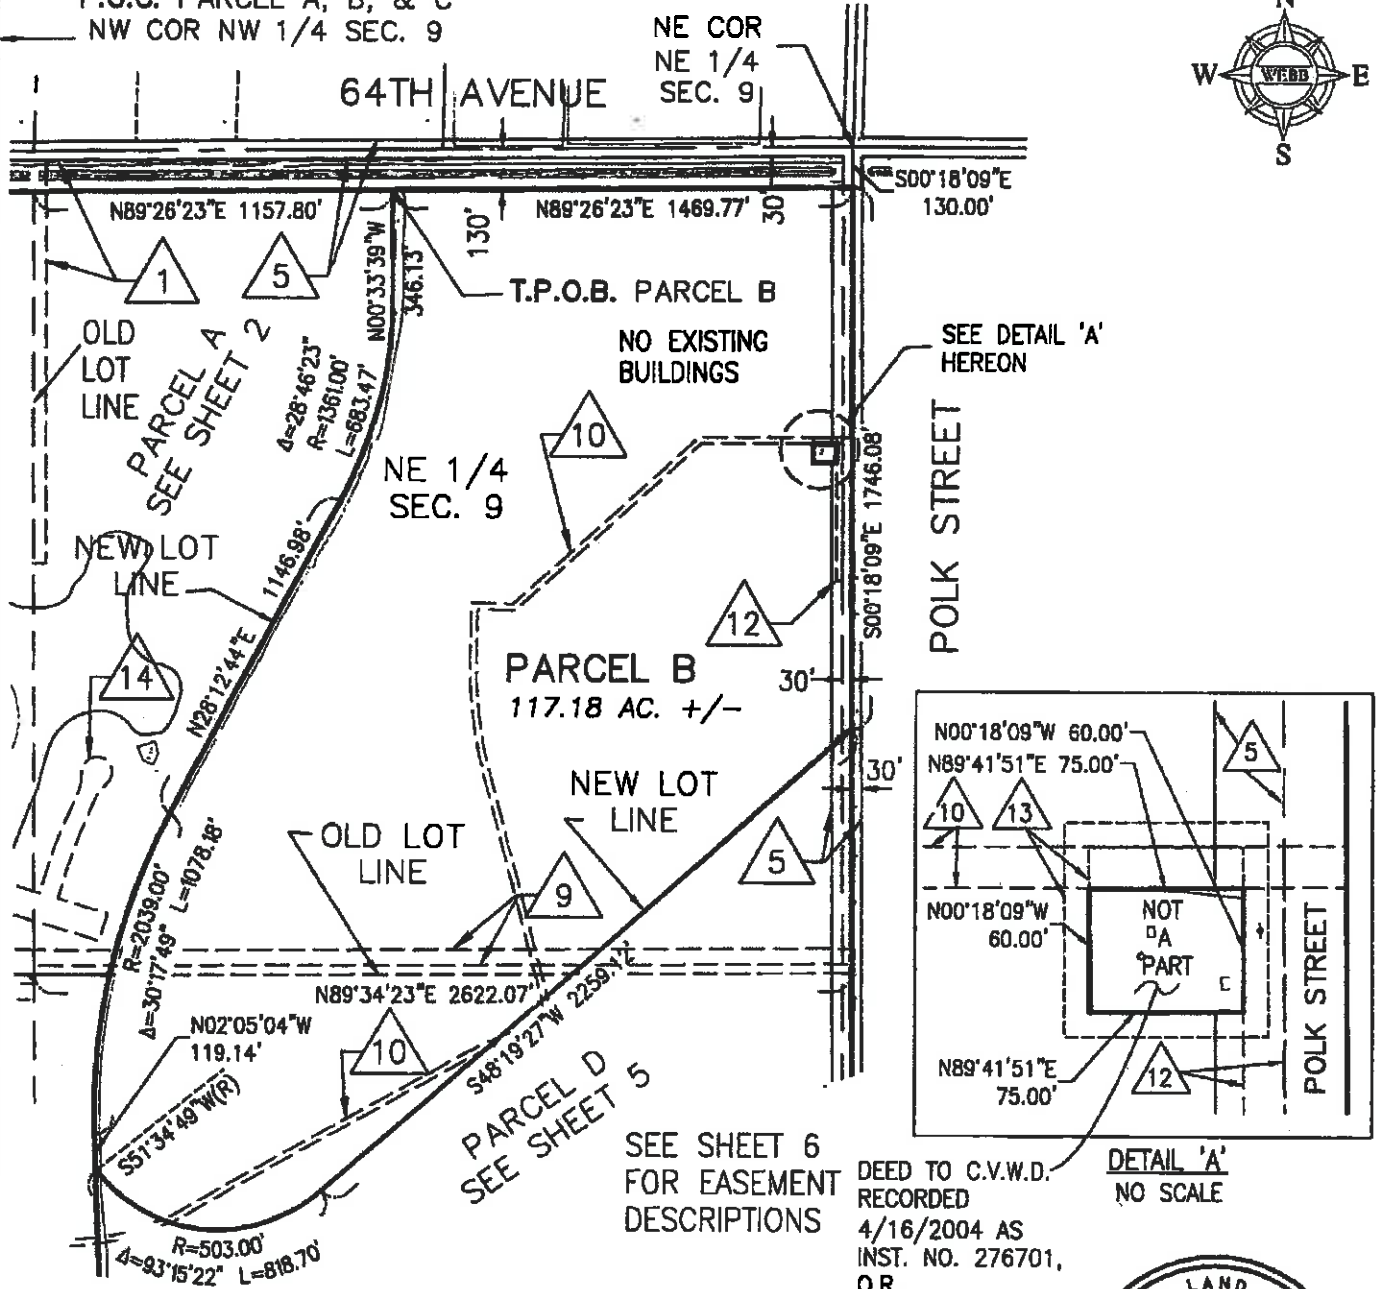 P.O.C. PARCEL A, B, & C
NW COR NW 1/4 SEC. 9
NE COR
NE 1/4
SEC. 9
N
W
WEBB
E
S
64TH AVENUE
S00°18'09"E
130.00'
N89°26'23"E 1157.80'
N89°26'23"E 1469.77'
130'
30'
1
5
N00°33'39"W
346.13'
T.P.O.B. PARCEL B
OLD
LOT
LINE
PARCEL A
SEE SHEET 2
NO EXISTING
BUILDINGS
SEE DETAIL 'A'
HEREON
Δ=28°46'23"
R=1361.00'
L=683.47'
10
NE 1/4
SEC. 9
S00°18'09"E 1746.08'
POLK STREET
NEW LOT
LINE
1146.98'
N28°12'44"E
12
14
PARCEL B
117.18 AC. +/-
30'
30'
NEW LOT
LINE
OLD LOT
LINE
5
9
R=2039.00'
L=1078.18'
Δ=30°17'49"
N89°34'23"E 2622.07'
S48°19'27"W 2259.12'
N02°05'04"W
119.14'
10
S51°34'49"W(R)
PARCEL D
SEE SHEET 5
R=503.00'
Δ=93°15'22" L=818.70'
SEE SHEET 6
FOR EASEMENT
DESCRIPTIONS
N00°18'09"W 60.00'
N89°41'51"E 75.00'
5
10
13
N00°18'09"W
60.00'
NOT
A
PART
N89°41'51"E
75.00'
12
POLK STREET
DETAIL 'A'
NO SCALE
DEED TO C.V.W.D.
RECORDED
4/16/2004 AS
INST. NO. 276701,
O.R.
LAND